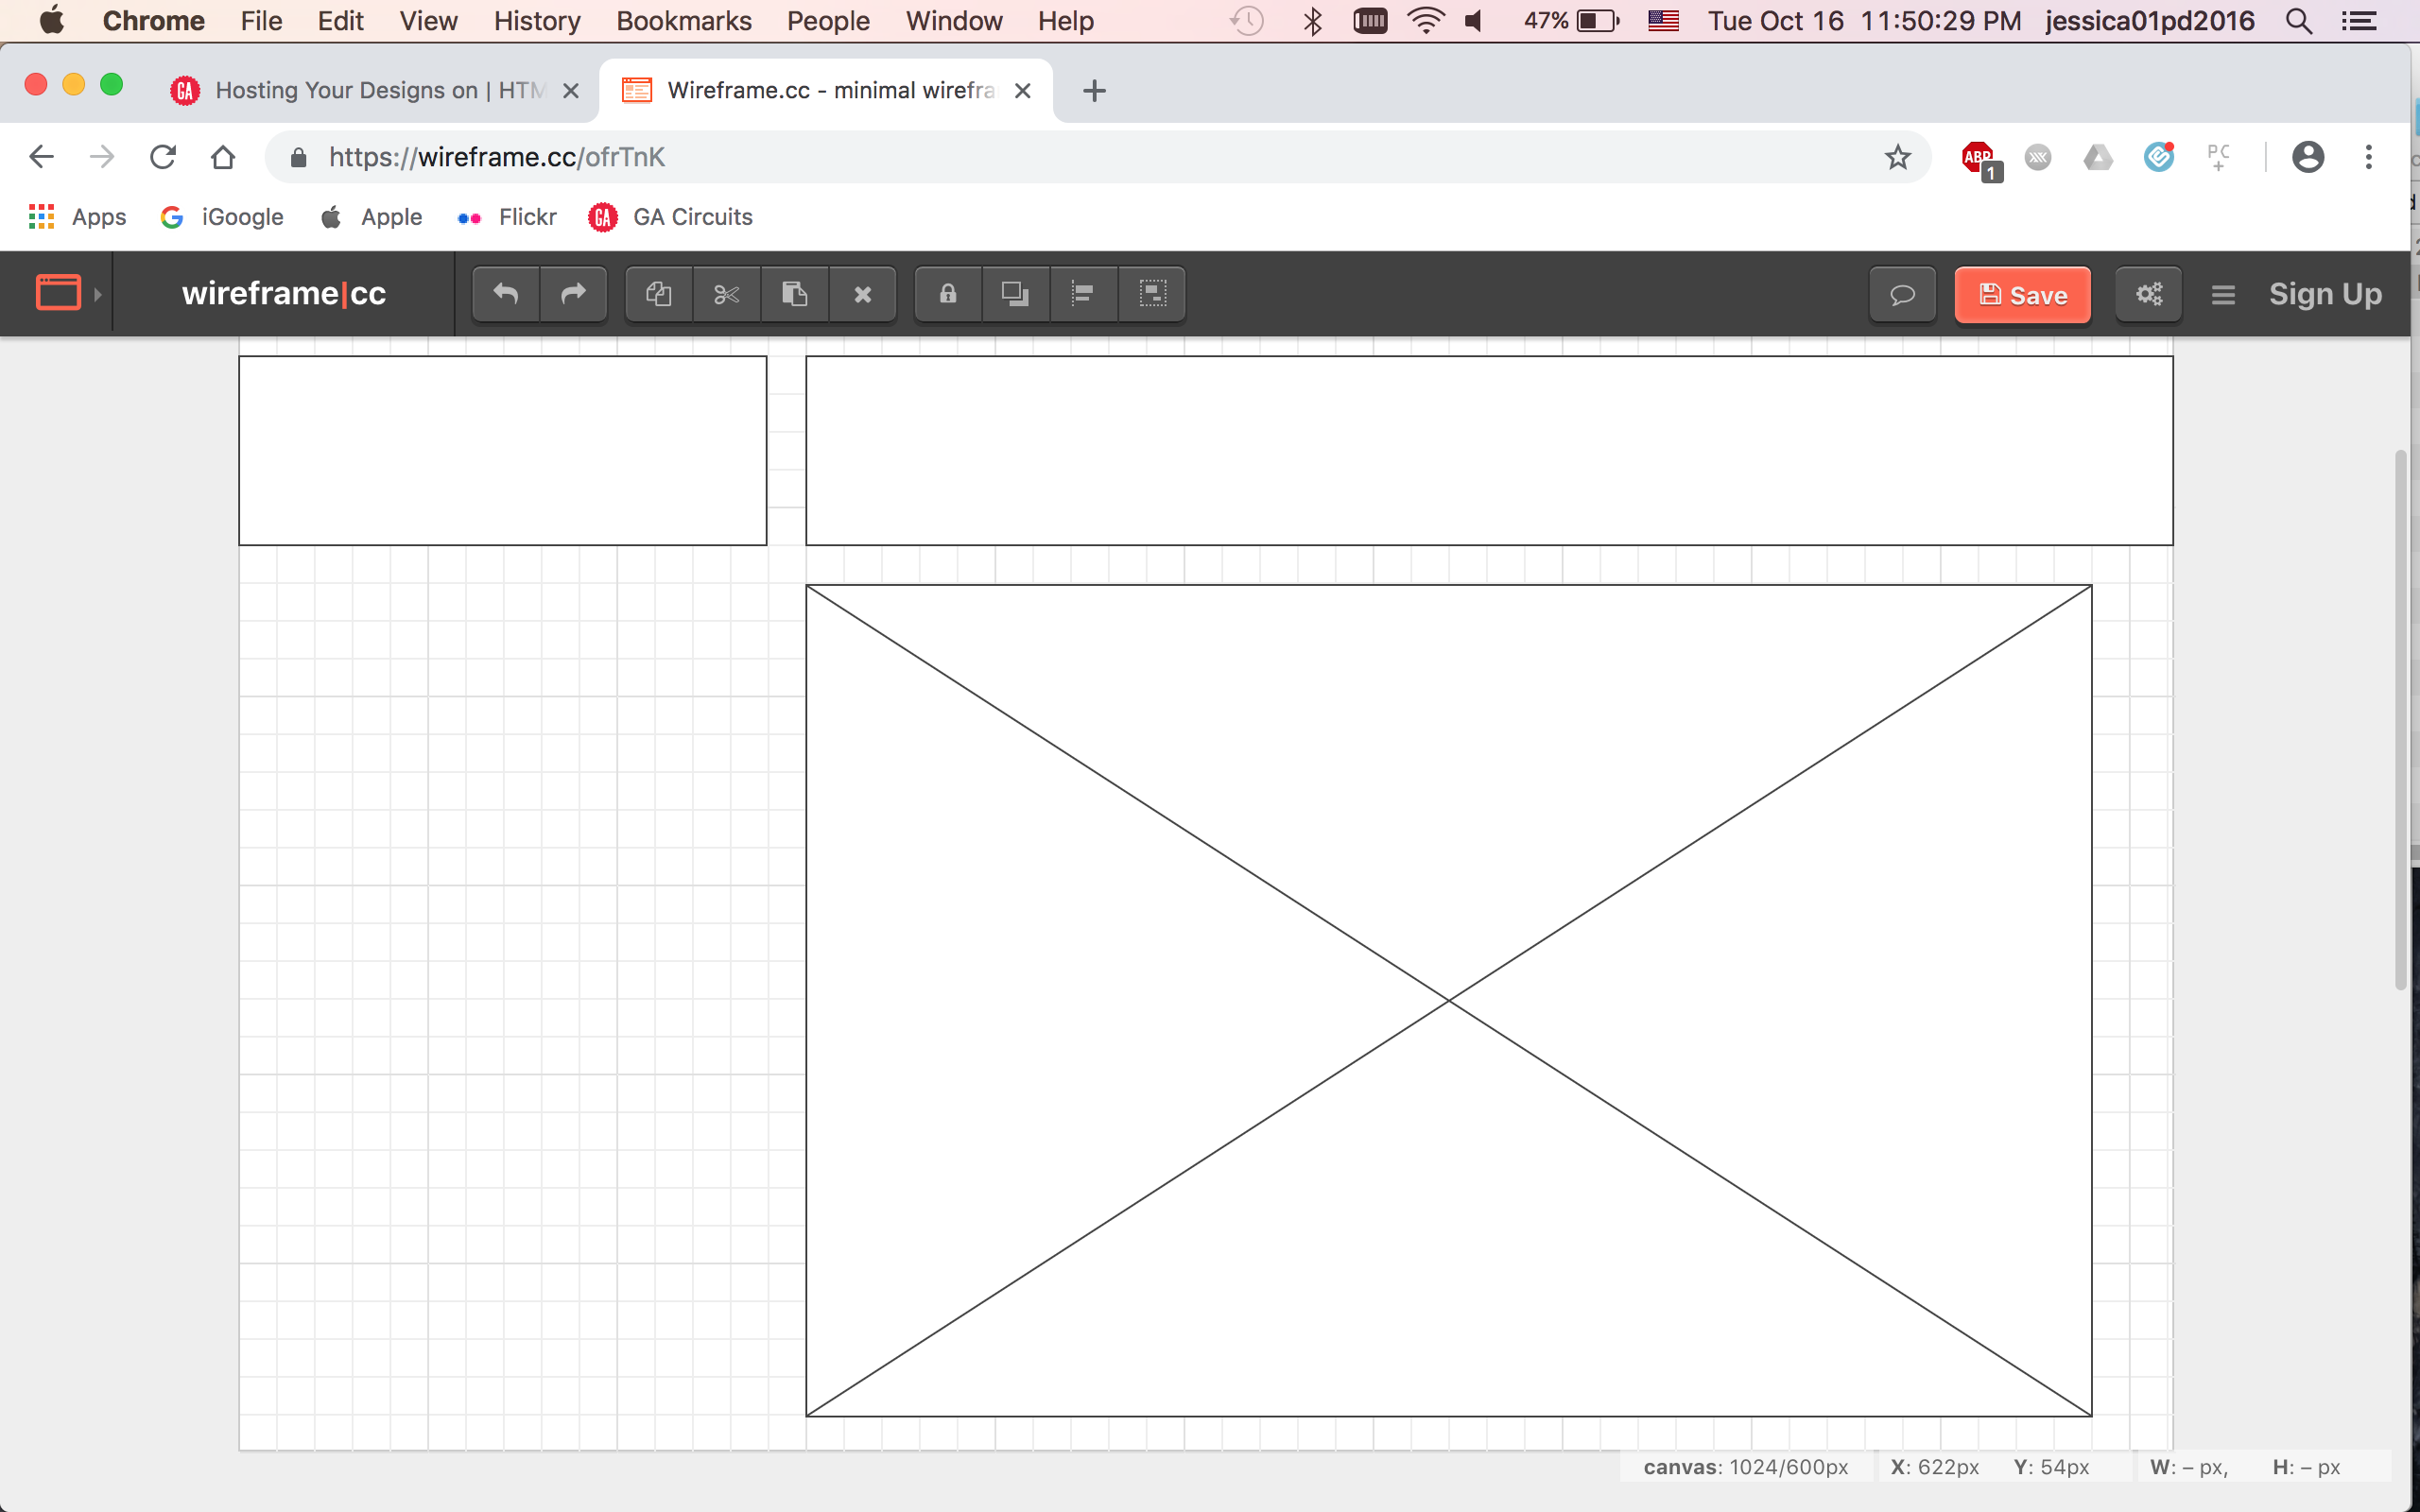 Chrome File Edit View History Bookmarks People Window Help 47% Tue Oct 16 11:50:29 PM jessica01pd2016
GA Hosting Your Designs on | HTM Wireframe.cc - minimal wirefra
https://wireframe.cc/ofrTnK ABP 1 PC
Apps iGoogle Apple Flickr GA GA Circuits
wireframe|cc Save Sign Up
canvas: 1024/600px X: 622px Y: 54px W: – px, H: – px